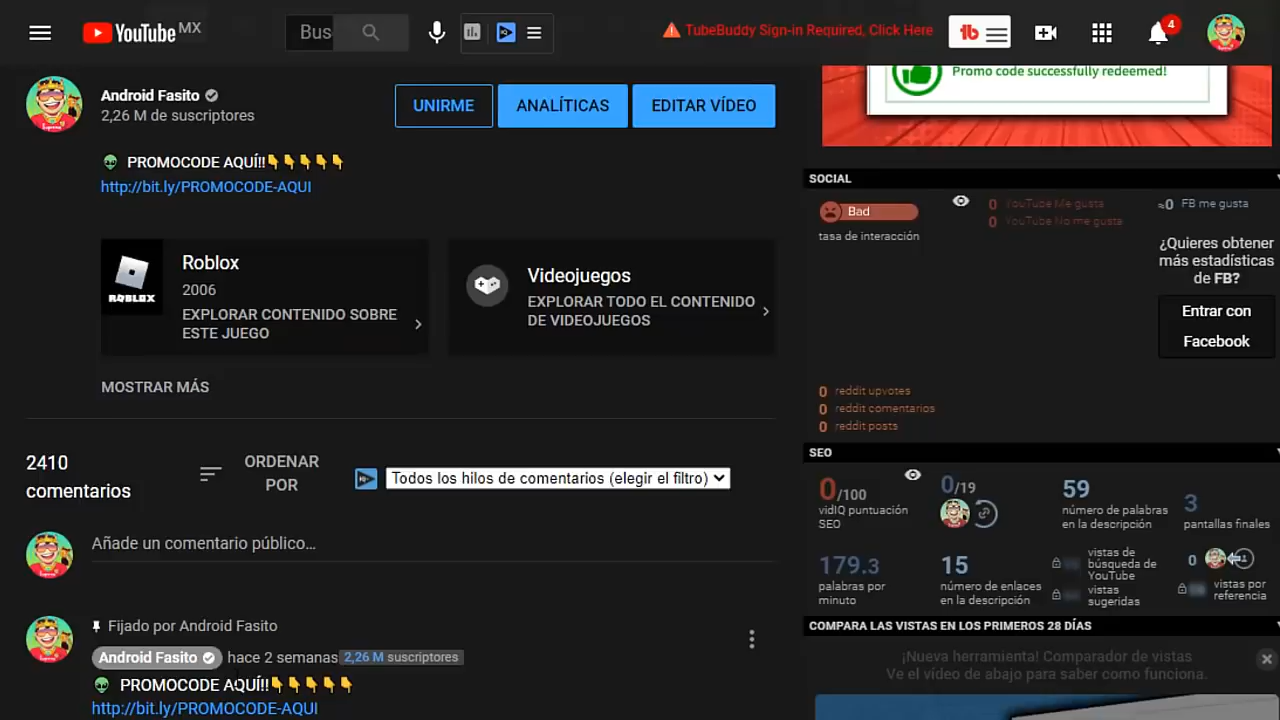 YouTube MX
Bus
TubeBuddy Sign-in Required, Click Here
tb
4
Android Fasito
2,26 M de suscriptores
UNIRME
ANALÍTICAS
EDITAR VÍDEO
PROMOCODE AQUÍ!!
http://bit.ly/PROMOCODE-AQUI
ROBLOX
Roblox
2006
EXPLORAR CONTENIDO SOBRE
ESTE JUEGO
Videojuegos
EXPLORAR TODO EL CONTENIDO
DE VIDEOJUEGOS
MOSTRAR MÁS
2410
comentarios
ORDENAR
POR
Todos los hilos de comentarios (elegir el filtro)
Añade un comentario público...
Fijado por Android Fasito
Android Fasito hace 2 semanas 2,26 M suscriptores
PROMOCODE AQUÍ!!
http://bit.ly/PROMOCODE-AQUI
Promo code successfully redeemed!
SOCIAL
Bad
tasa de interacción
0 YouTube Me gusta
0 YouTube No me gusta
≈0 FB me gusta
¿Quieres obtener
más estadísticas
de FB?
Entrar con
Facebook
0 reddit upvotes
0 reddit comentarios
0 reddit posts
SEO
0/100
vidIQ puntuación
SEO
0/19
59
número de palabras
en la descripción
3
pantallas finales
179.3
palabras por
minuto
15
número de enlaces
en la descripción
vistas de
búsqueda de
YouTube
vistas
sugeridas
0
vistas por
referencia
COMPARA LAS VISTAS EN LOS PRIMEROS 28 DÍAS
¡Nueva herramienta! Comparador de vistas
Ve el vídeo de abajo para saber como funciona.